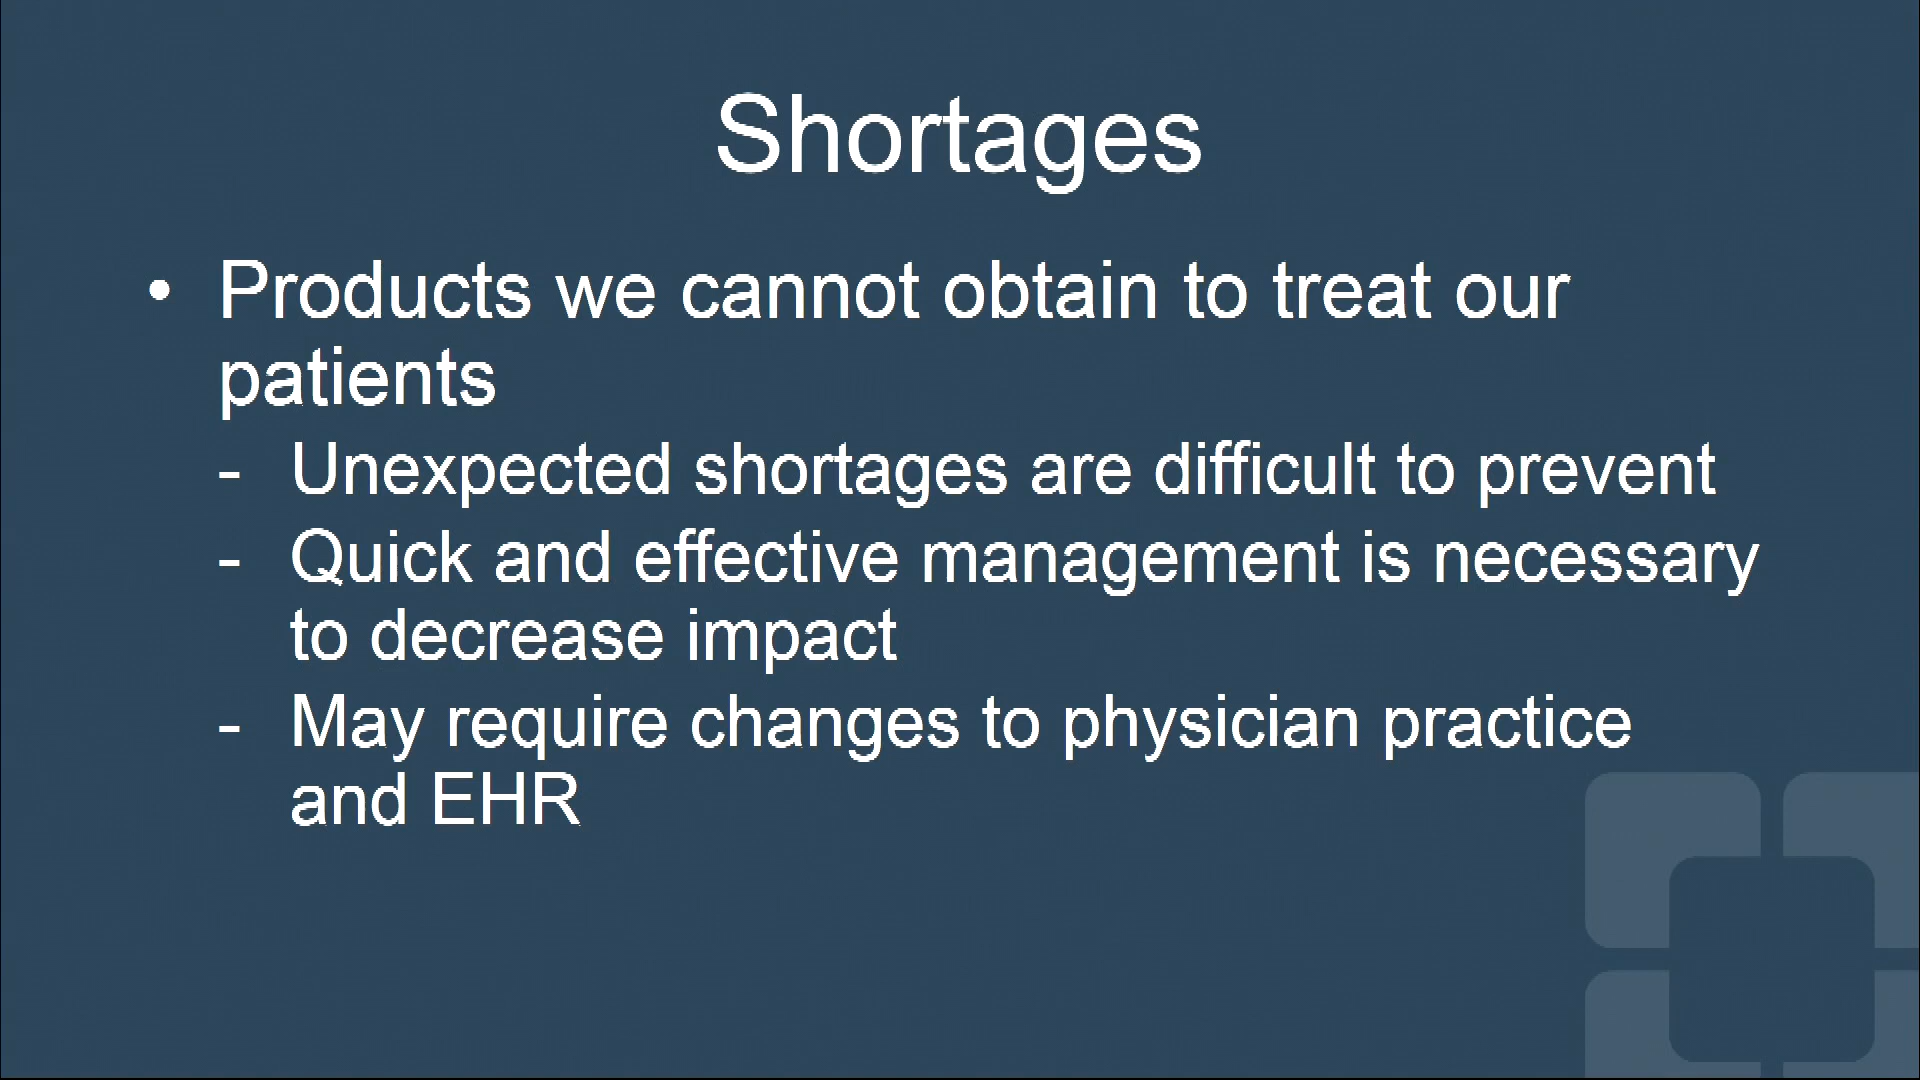 Shortages
• Products we cannot obtain to treat our
patients
- Unexpected shortages are difficult to prevent
- Quick and effective management is necessary
to decrease impact
- May require changes to physician practice
and EHR